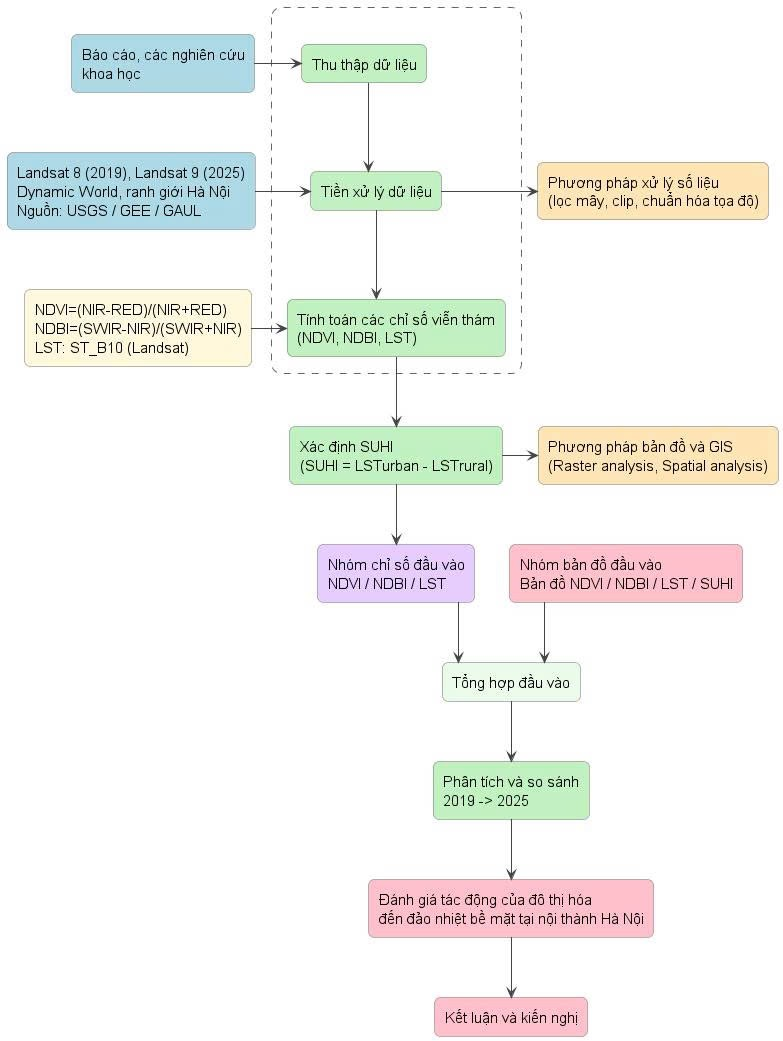 Báo cáo, các nghiên cứu
khoa học
Thu thập dữ liệu
Landsat 8 (2019), Landsat 9 (2025)
Dynamic World, ranh giới Hà Nội
Nguồn: USGS / GEE / GAUL
Tiền xử lý dữ liệu
Phương pháp xử lý số liệu
(lọc mây, clip, chuẩn hóa tọa độ)
NDVI=(NIR-RED)/(NIR+RED)
NDBI=(SWIR-NIR)/(SWIR+NIR)
LST: ST_B10 (Landsat)
Tính toán các chỉ số viễn thám
(NDVI, NDBI, LST)
Xác định SUHI
(SUHI = LSTurban - LSTrural)
Phương pháp bản đồ và GIS
(Raster analysis, Spatial analysis)
Nhóm chỉ số đầu vào
NDVI / NDBI / LST
Nhóm bản đồ đầu vào
Bản đồ NDVI / NDBI / LST / SUHI
Tổng hợp đầu vào
Phân tích và so sánh
2019 -> 2025
Đánh giá tác động của đô thị hóa
đến đảo nhiệt bề mặt tại nội thành Hà Nội
Kết luận và kiến nghị